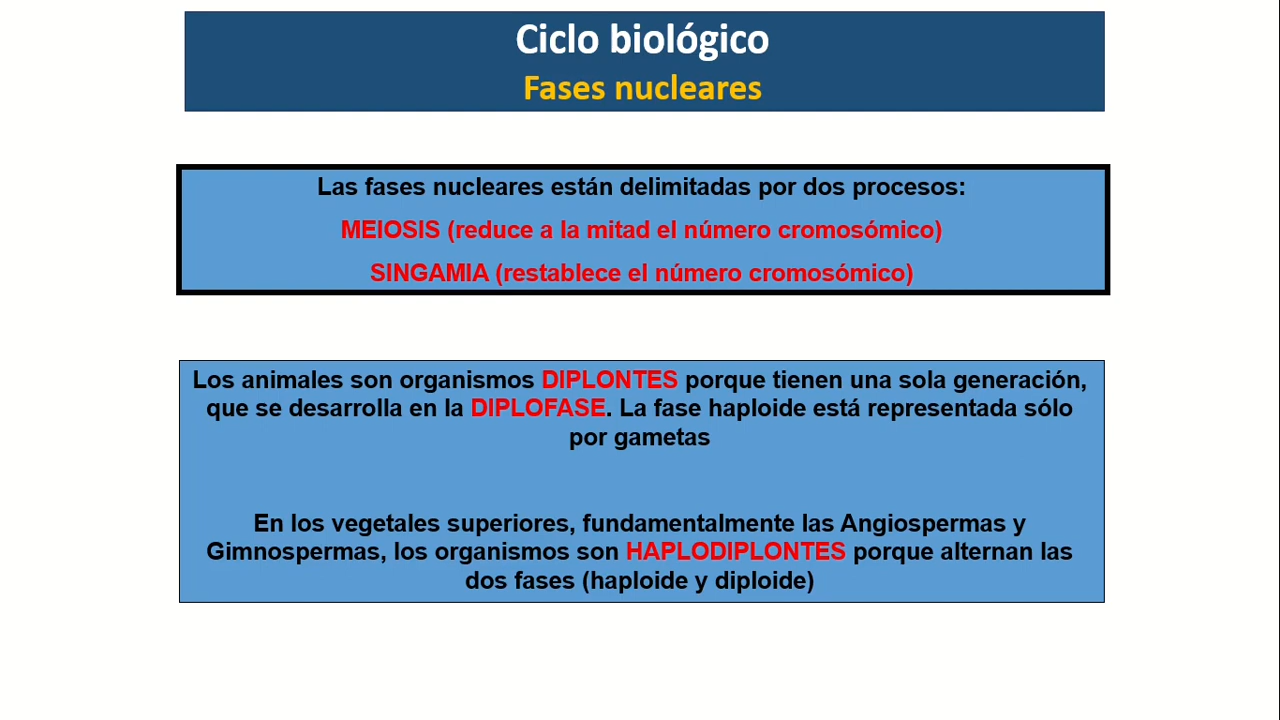 Ciclo biológico
Fases nucleares
Las fases nucleares están delimitadas por dos procesos:
MEIOSIS (reduce a la mitad el número cromosómico)
SINGAMIA (restablece el número cromosómico)
Los animales son organismos DIPLONTES porque tienen una sola generación,
que se desarrolla en la DIPLOFASE. La fase haploide está representada sólo
por gametas
En los vegetales superiores, fundamentalmente las Angiospermas y
Gimnospermas, los organismos son HAPLODIPLONTES porque alternan las
dos fases (haploide y diploide)